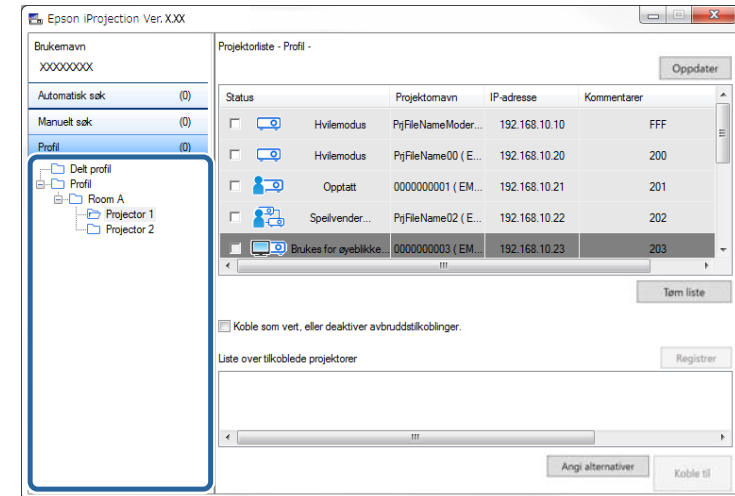 Epson iProjection Ver. X.XX
Brukernavn
XXXXXXXX
Automatisk søk (0)
Manuelt søk (0)
Profil (0)
Delt profil
Profil
Room A
Projector 1
Projector 2
Projektorliste - Profil -
Oppdater
Status Projektornavn IP-adresse Kommentarer
Hvilemodus PrjFileNameModer... 192.168.10.10 FFF
Hvilemodus PrjFileName00 ( E... 192.168.10.20 200
Opptatt 0000000001 ( EM... 192.168.10.21 201
Speilvender... PrjFileName02 ( E... 192.168.10.22 202
Brukes for øyeblikke... 0000000003 ( EM... 192.168.10.23 203
Tøm liste
Koble som vert, eller deaktiver avbruddstilkoblinger.
Liste over tilkoblede projektorer
Registrer
Angi alternativer
Koble til